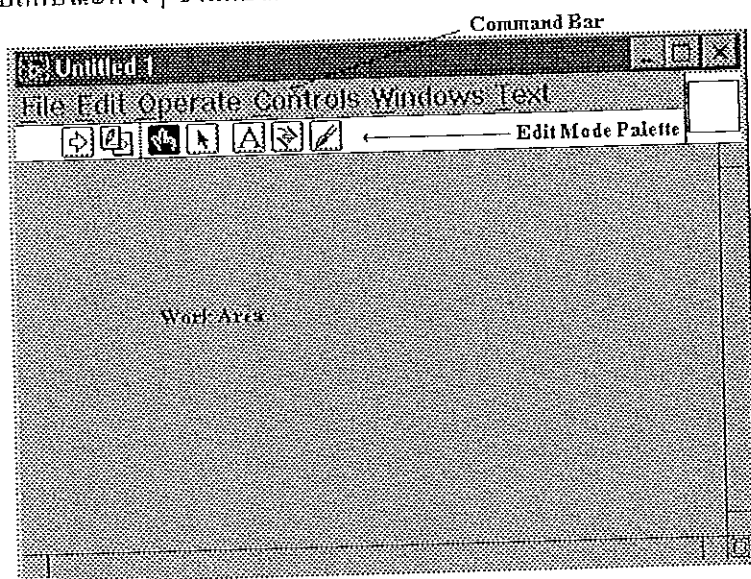 Command Bar
Untitled 1
File Edit Operate Controls Windows Text
Edit Mode Palette
Work Area